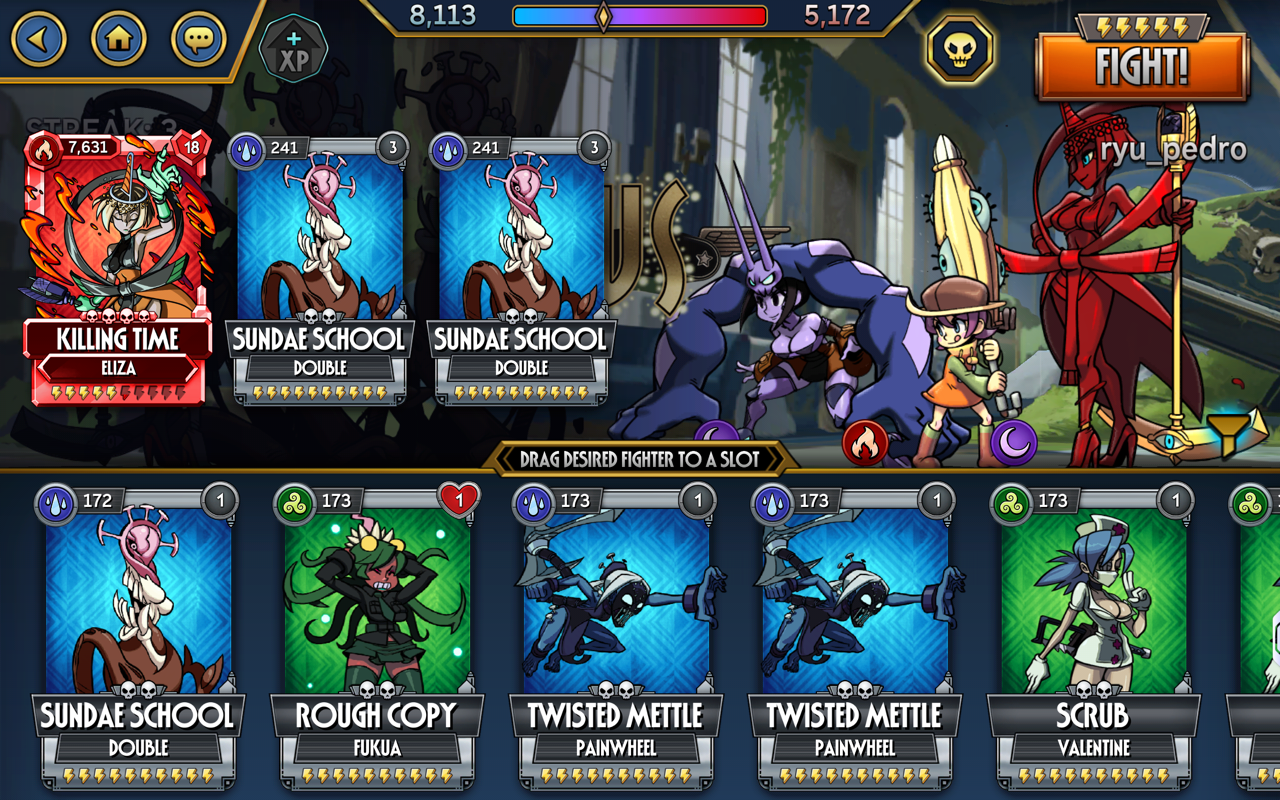 8,113
5,172
+
XP
FIGHT!
STREAK: 3
ryu_pedro
7,631
18
241
3
241
3
US
KILLING TIME
ELIZA
SUNDAE SCHOOL
DOUBLE
SUNDAE SCHOOL
DOUBLE
DRAG DESIRED FIGHTER TO A SLOT
172
1
173
1
173
1
173
1
173
1
SUNDAE SCHOOL
DOUBLE
ROUGH COPY
FUKUA
TWISTED METTLE
PAINWHEEL
TWISTED METTLE
PAINWHEEL
SCRUB
VALENTINE